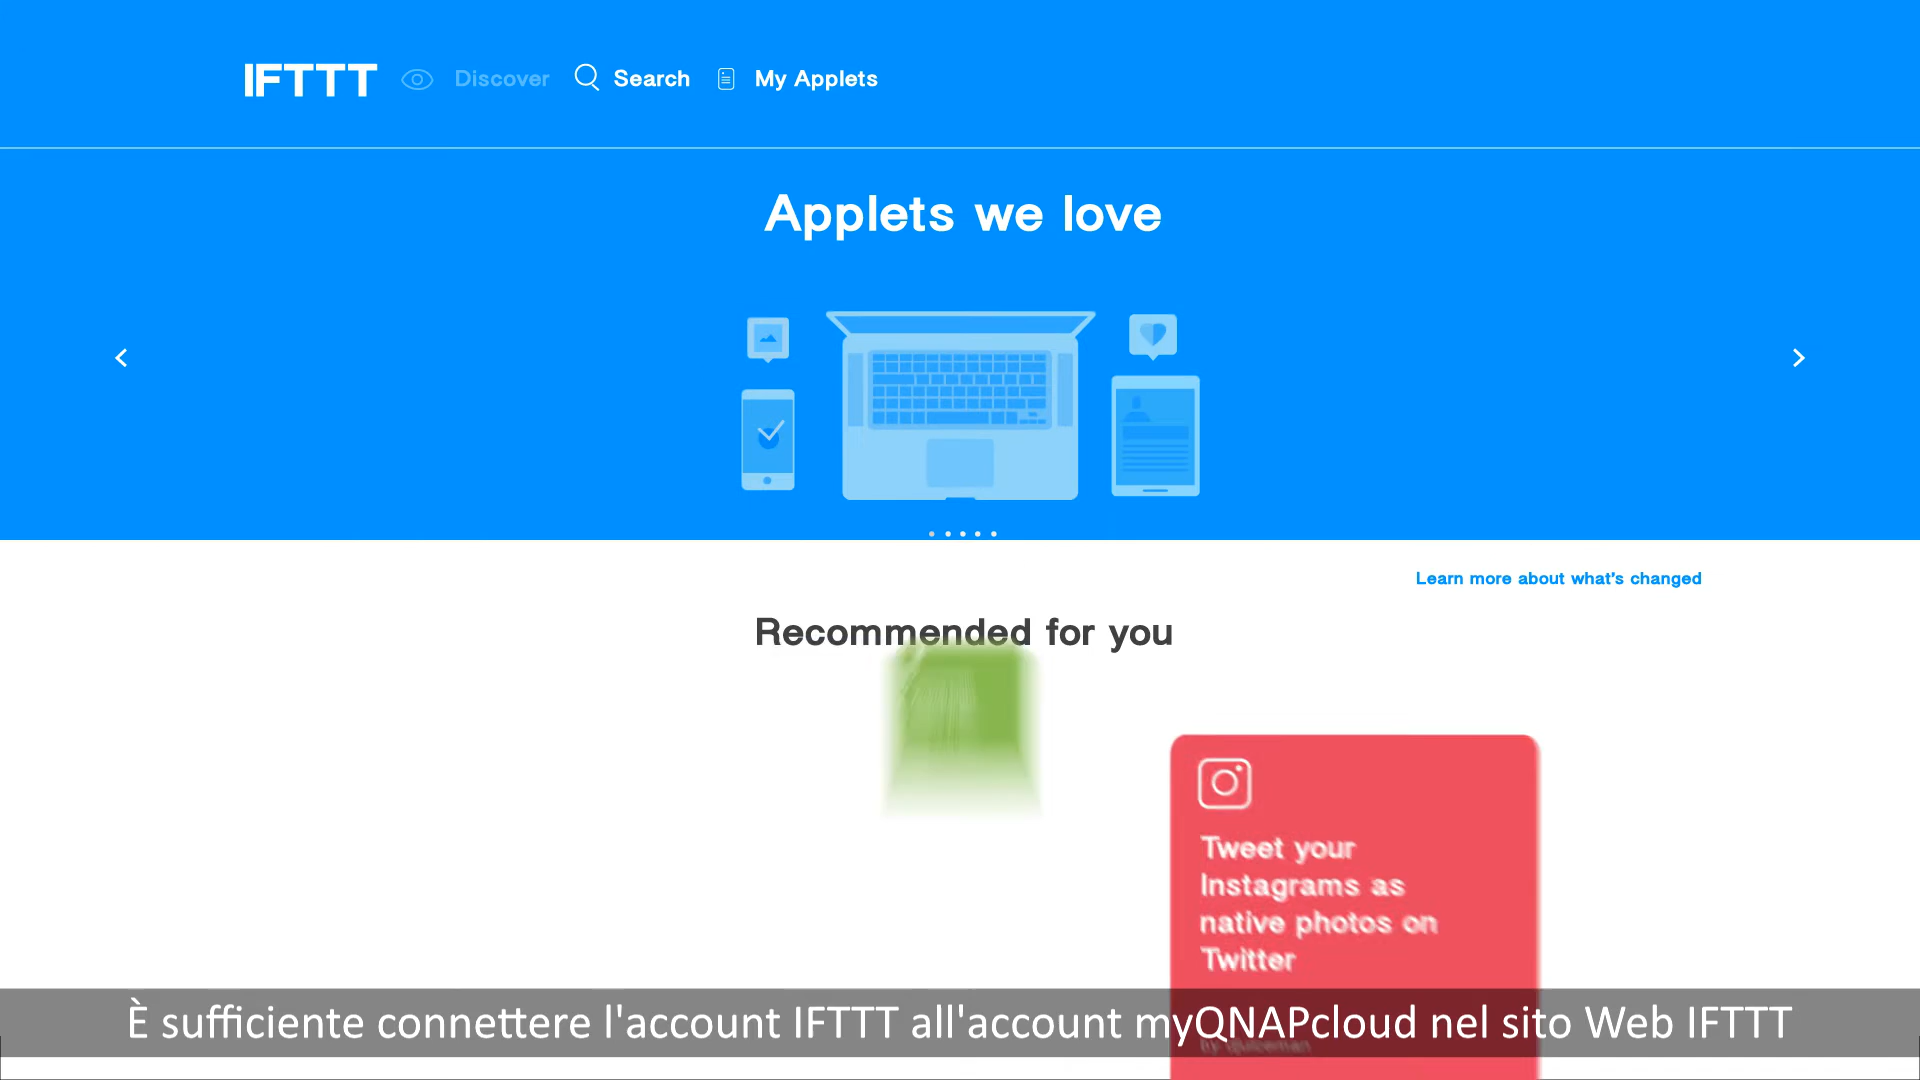 IFTTT Discover Search My Applets
Applets we love
Learn more about what's changed
Recommended for you
Tweet your
Instagrams as
native photos on
Twitter
È sufficiente connettere l'account IFTTT all'account myQNAPcloud nel sito Web IFTTT